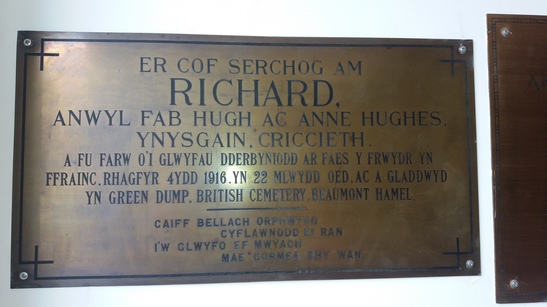 ER COF SERCHOG AM
RICHARD,
ANWYL FAB HUGH AC ANNE HUGHES,
YNYSGAIN, CRICCIETH.
A FU FARW O'I GLWYFAU DDERBYNIODD AR FAES Y FRWYDR YN
FFRAINC, RHAGFYR 4YDD 1916, YN 22 MLWYDD OED, AC A GLADDWYD
YN GREEN DUMP, BRITISH CEMETERY, BEAUMONT HAMEL.
CAIFF BELLACH ORPHWYSO
CYFLAWNODD EI RAN
I'W GLWYFO EF MWYACH
MAE GORMES WAN.